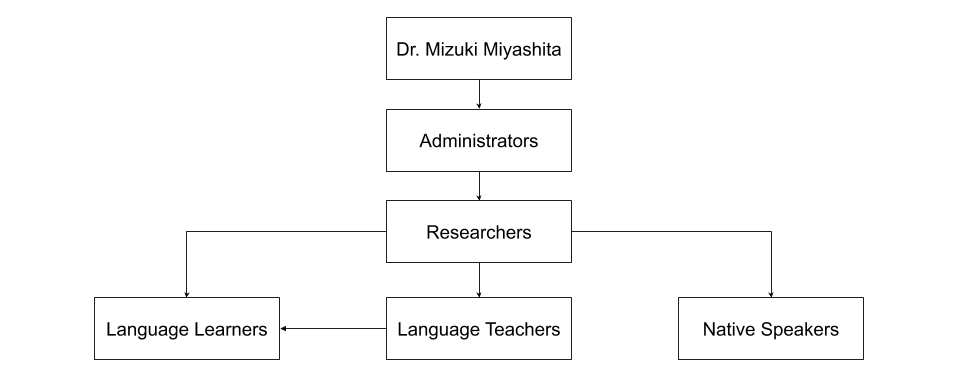 Dr. Mizuki Miyashita
Administrators
Researchers
Language Learners
Language Teachers
Native Speakers